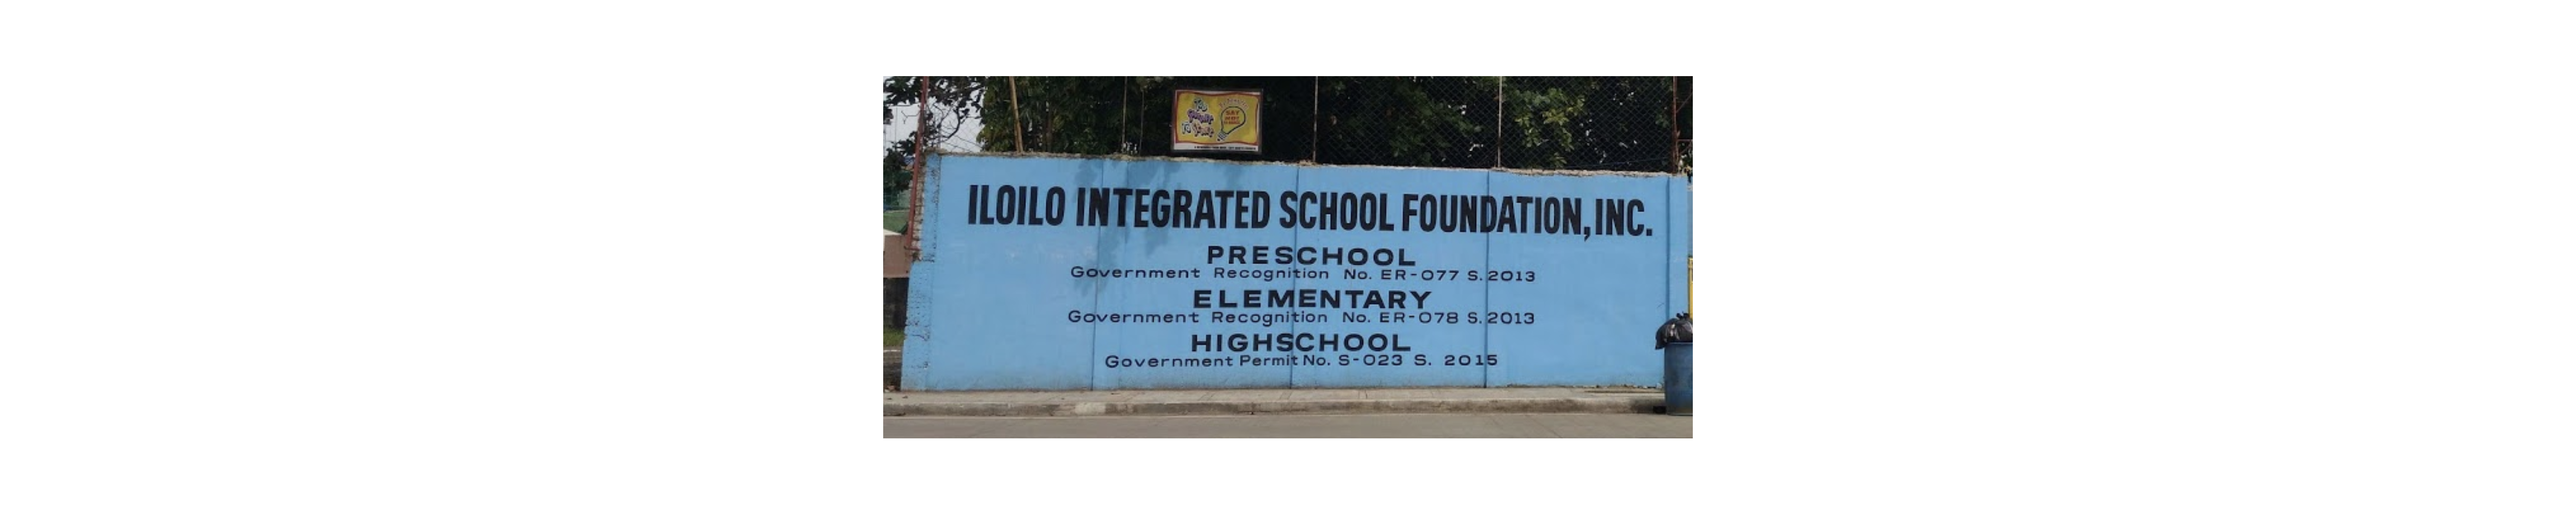 ILOILO INTEGRATED SCHOOL FOUNDATION, INC.
PRESCHOOL
Government Recognition No. ER-077 S. 2013
ELEMENTARY
Government Recognition No. ER-078 S. 2013
HIGHSCHOOL
Government Permit No. S-023 S. 2015